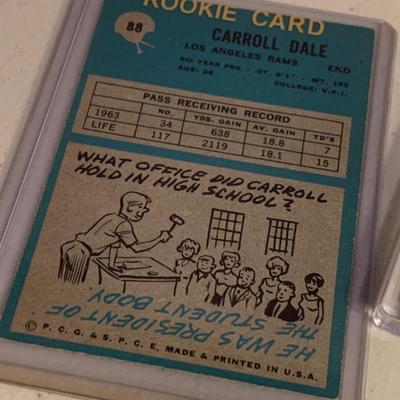 ROOKIE CARD
88
CARROLL DALE
LOS ANGELES RAMS END
5th YEAR PRO - HT. 6'1" - WT. 195
AGE: 26 COLLEGE: V.P.I.
PASS RECEIVING RECORD
NO. YDS. GAIN AV. GAIN TD'S
1963 34 638 18.8 7
LIFE 117 2119 18.1 15
WHAT OFFICE DID CARROLL
HOLD IN HIGH SCHOOL?
HE WAS PRESIDENT OF
THE STUDENT BODY.
© P. C. G. & S. P. C. E. MADE & PRINTED IN U.S.A.